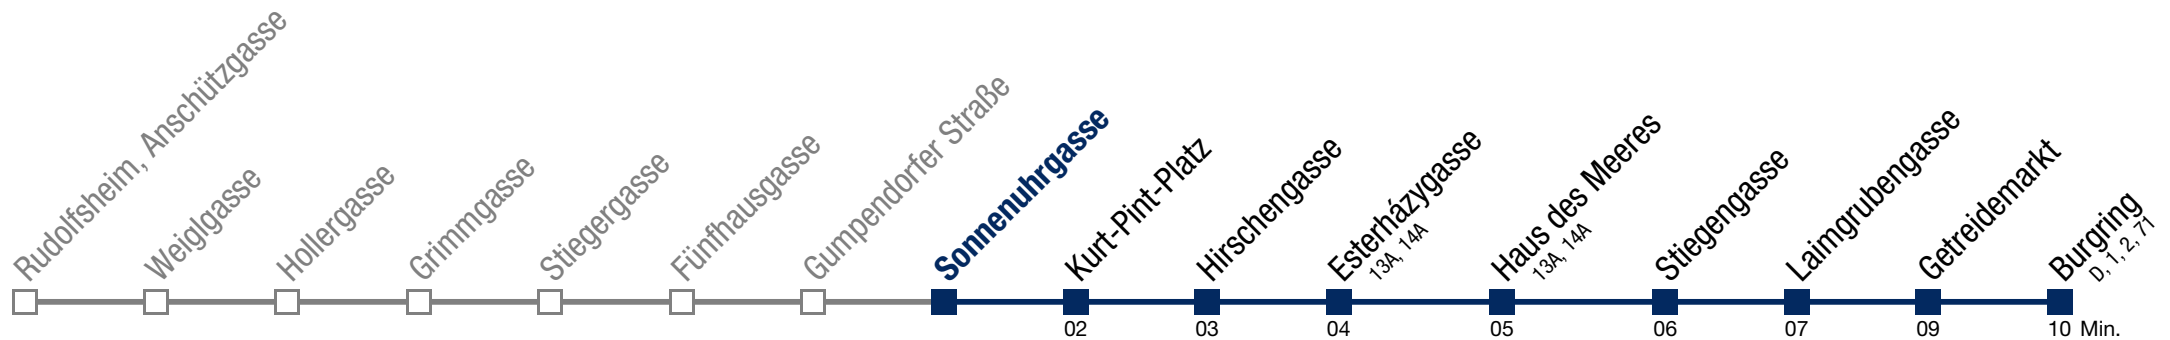 Rudolfsheim, Anschützgasse
Weiglgasse
Hollergasse
Grimmgasse
Stiegergasse
Fünfhausgasse
Gumpendorfer Straße
Sonnenuhrgasse
Kurt-Pint-Platz
Hirschengasse
Esterházygasse
13A, 14A
Haus des Meeres
13A, 14A
Stiegengasse
Laimgrubengasse
Getreidemarkt
Burgring
D, 1, 2, 71
02 03 04 05 06 07 09 10 Min.